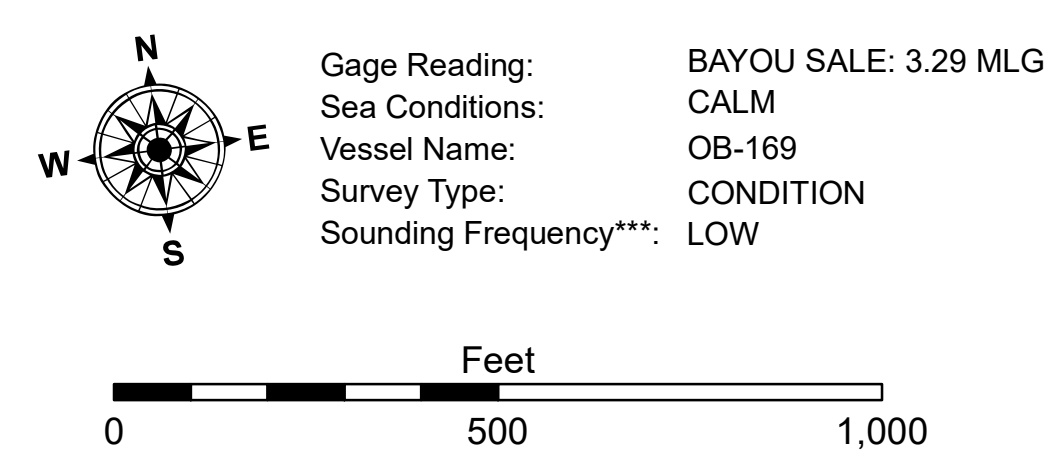 N
W
E
S
Gage Reading: BAYOU SALE: 3.29 MLG
Sea Conditions: CALM
Vessel Name: OB-169
Survey Type: CONDITION
Sounding Frequency***: LOW
Feet
0 500 1,000